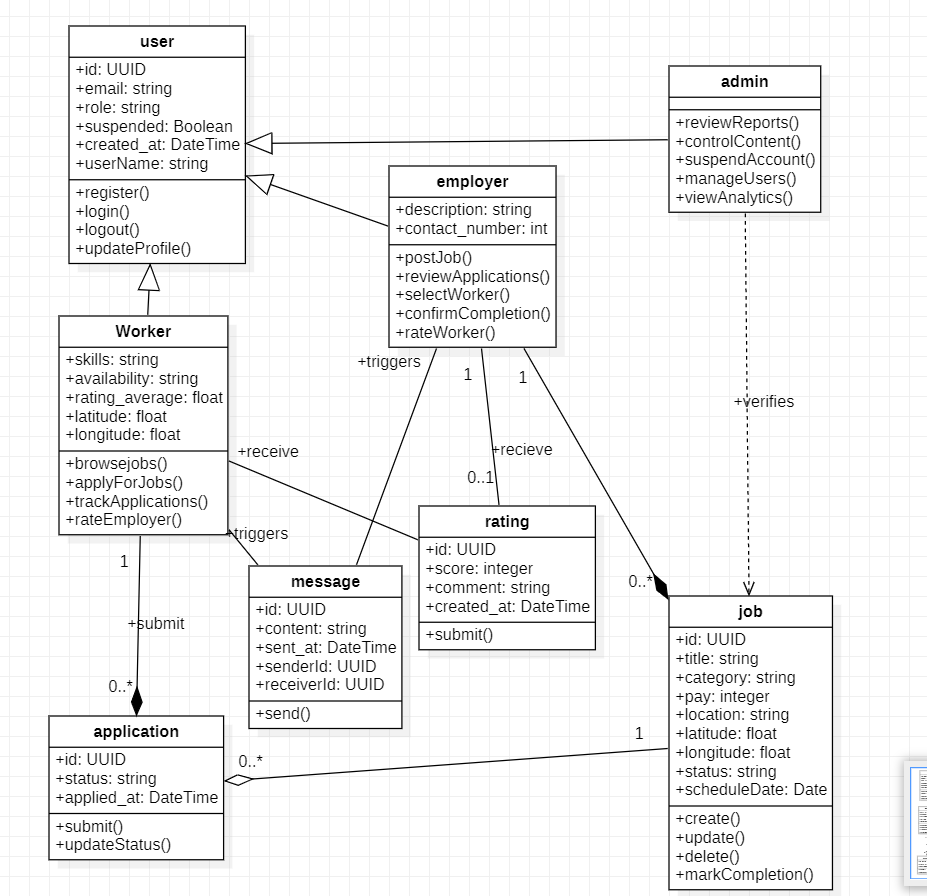 user
+id: UUID
+email: string
+role: string
+suspended: Boolean
+created_at: DateTime
+userName: string
+register()
+login()
+logout()
+updateProfile()
admin
+reviewReports()
+controlContent()
+suspendAccount()
+manageUsers()
+viewAnalytics()
employer
+description: string
+contact_number: int
+postJob()
+reviewApplications()
+selectWorker()
+confirmCompletion()
+rateWorker()
Worker
+skills: string
+availability: string
+rating_average: float
+latitude: float
+longitude: float
+browsejobs()
+applyForJobs()
+trackApplications()
+rateEmployer()
+triggers
1
1
+verifies
+receive
+recieve
0..1
+triggers
rating
+id: UUID
+score: integer
+comment: string
+created_at: DateTime
+submit()
message
+id: UUID
+content: string
+sent_at: DateTime
+senderId: UUID
+receiverId: UUID
+send()
1
+submit
0..*
0..*
job
+id: UUID
+title: string
+category: string
+pay: integer
+location: string
+latitude: float
+longitude: float
+status: string
+scheduleDate: Date
+create()
+update()
+delete()
+markCompletion()
application
+id: UUID
+status: string
+applied_at: DateTime
+submit()
+updateStatus()
0..*
1